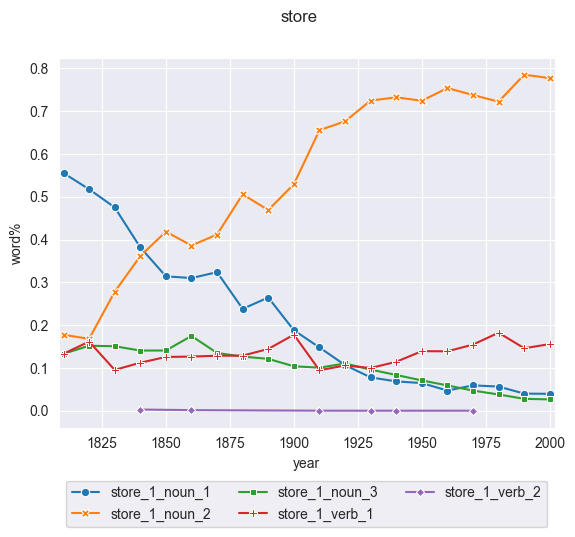 store
0.8
0.7
0.6
0.5
0.4
0.3
0.2
0.1
0.0
word%
1825 1850 1875 1900 1925 1950 1975 2000
year
store_1_noun_1 store_1_noun_3 store_1_verb_2
store_1_noun_2 store_1_verb_1